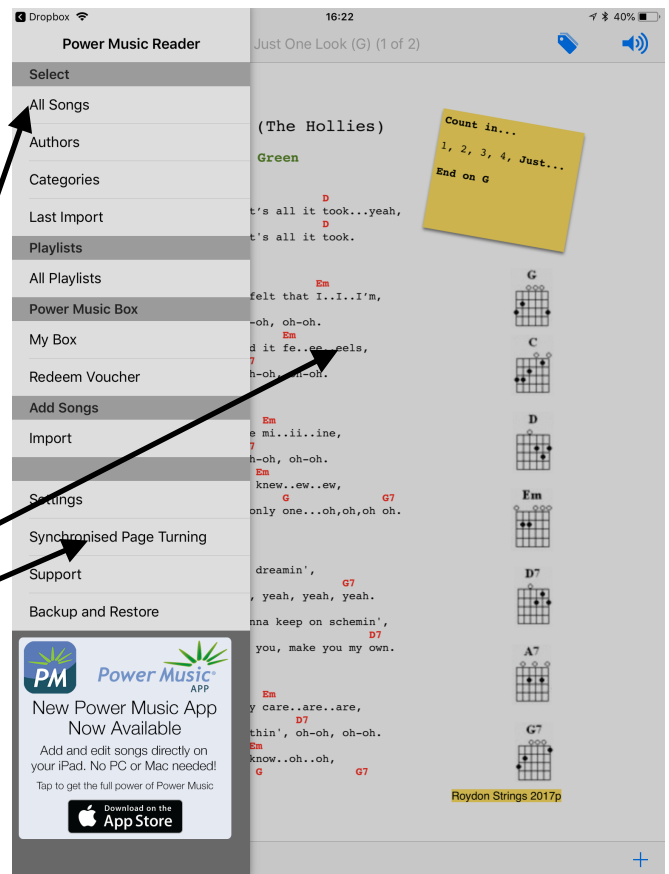 Dropbox 16:22 40%
Power Music Reader
Just One Look (G) (1 of 2)
Select
All Songs
Authors
Categories
Last Import
Playlists
All Playlists
Power Music Box
My Box
Redeem Voucher
Add Songs
Import
Settings
Synchronised Page Turning
Support
Backup and Restore
PM
Power Music
APP
New Power Music App
Now Available
Add and edit songs directly on
your iPad. No PC or Mac needed!
Tap to get the full power of Power Music
Download on the
App Store
(The Hollies)
Green
D
t's all it took...yeah,
D
t's all it took.
Em
felt that I..I..I'm,
-oh, oh-oh.
Em
d it fe..ee..eels,
7
h-oh, oh-oh.
Em
e mi..ii..ine,
7
h-oh, oh-oh.
Em
knew..ew..ew,
G G7
only one...oh,oh,oh oh.
dreamin',
G7
, yeah, yeah, yeah.
nna keep on schemin',
D7
you, make you my own.
Em
y care..are..are,
D7
thin', oh-oh, oh-oh.
Em
know..oh..oh,
G G7
Count in...
1, 2, 3, 4, Just...
End on G
G
C
D
Em
D7
A7
G7
Roydon Strings 2017p